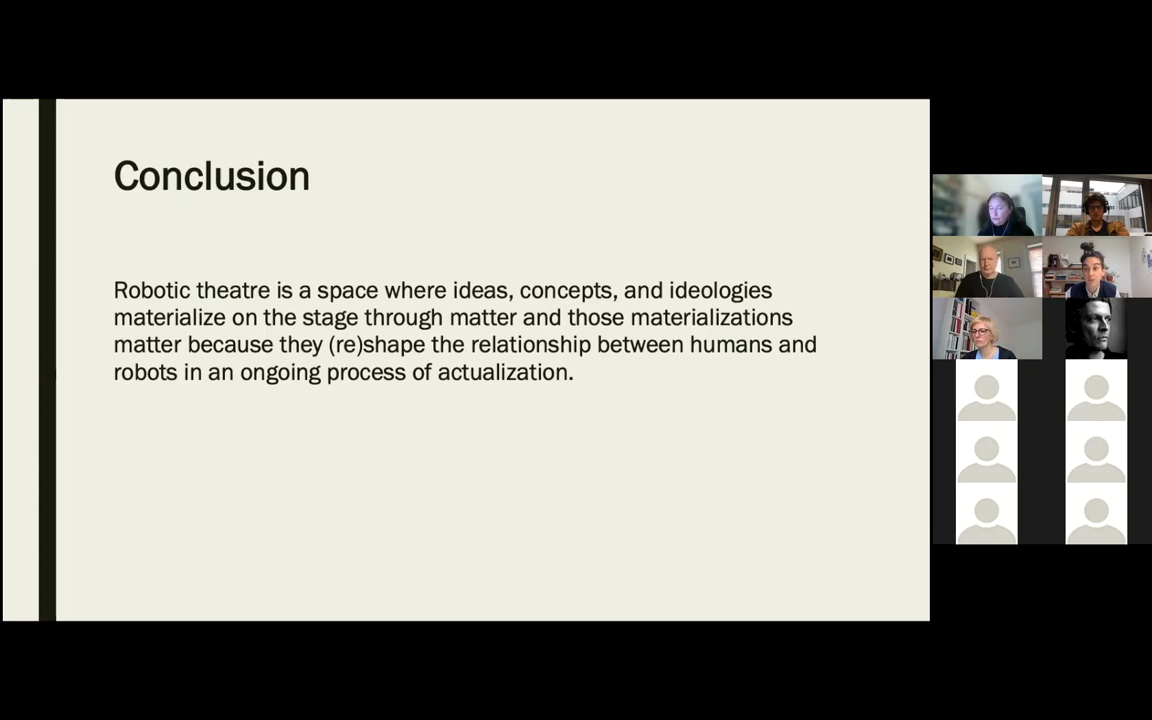 Conclusion
Robotic theatre is a space where ideas, concepts, and ideologies
materialize on the stage through matter and those materializations
matter because they (re)shape the relationship between humans and
robots in an ongoing process of actualization.